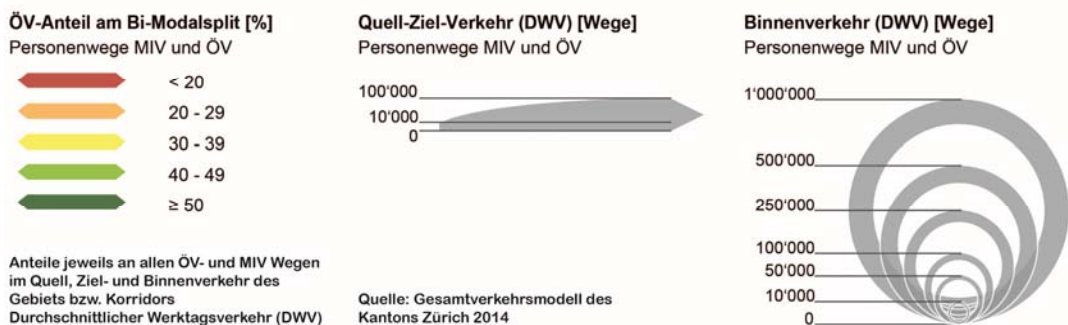 ÖV-Anteil am Bi-Modalsplit [%]
Personenwege MIV und ÖV
< 20
20 - 29
30 - 39
40 - 49
≥ 50
Anteile jeweils an allen ÖV- und MIV Wegen
im Quell, Ziel- und Binnenverkehr des
Gebiets bzw. Korridors
Durchschnittlicher Werktagsverkehr (DWV)
Quell-Ziel-Verkehr (DWV) [Wege]
Personenwege MIV und ÖV
100'000
10'000
0
Quelle: Gesamtverkehrsmodell des
Kantons Zürich 2014
Binnenverkehr (DWV) [Wege]
Personenwege MIV und ÖV
1'000'000
500'000
250'000
100'000
50'000
10'000
0